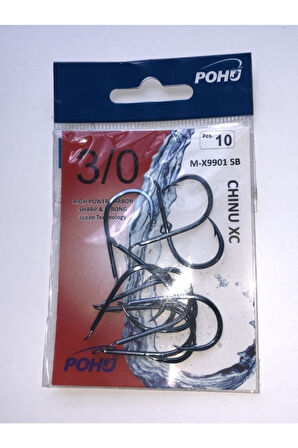 POHU
Pcs. 10
M-X9901 SB
3/0
CHINU XC
HIGH POWER CARBON
SHARP & STRONG
Japan Technology
POHU